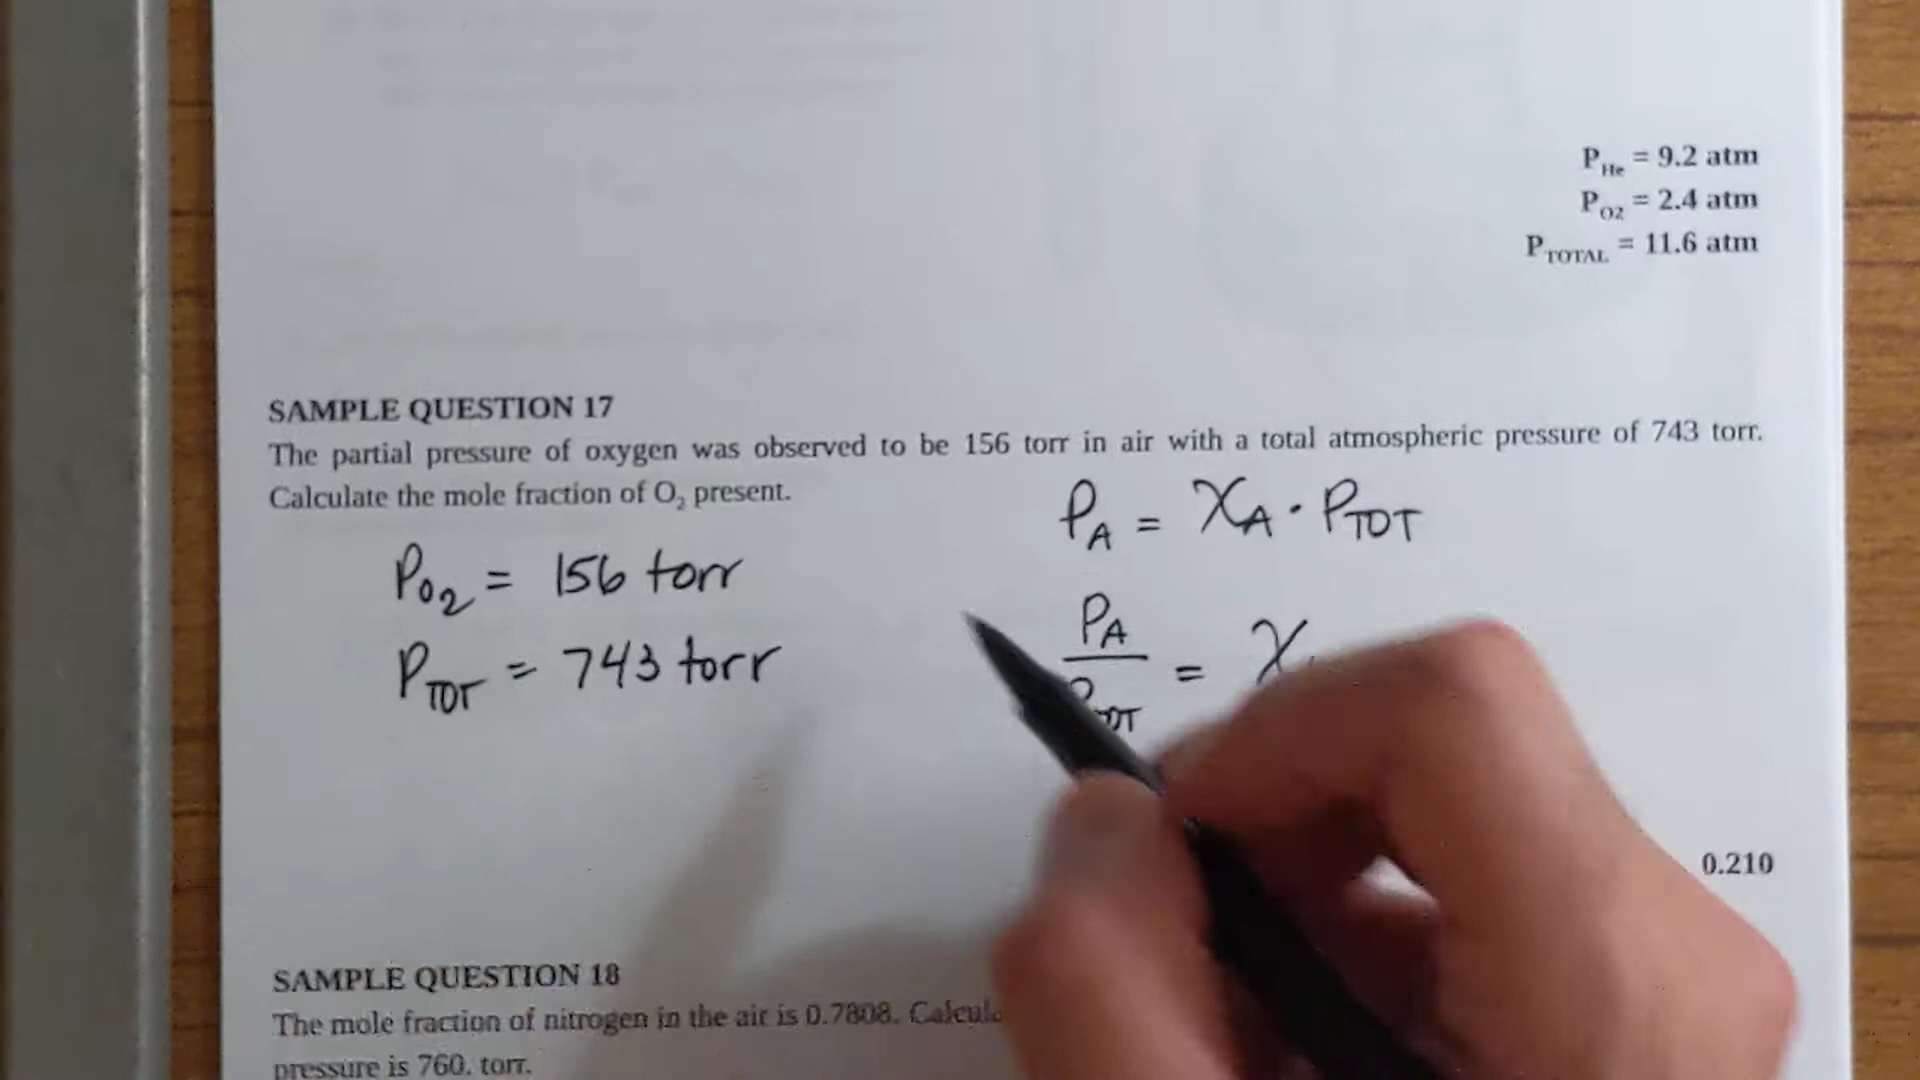 P_He = 9.2 atm
P_O2 = 2.4 atm
P_TOTAL = 11.6 atm
SAMPLE QUESTION 17
The partial pressure of oxygen was observed to be 156 torr in air with a total atmospheric pressure of 743 torr.
Calculate the mole fraction of O₂ present.
P_A = X_A · P_TOT
P_O₂ = 156 torr
P_A / P_TOT = X
P_TOT = 743 torr
0.210
SAMPLE QUESTION 18
The mole fraction of nitrogen in the air is 0.7808.
pressure is 760. torr.